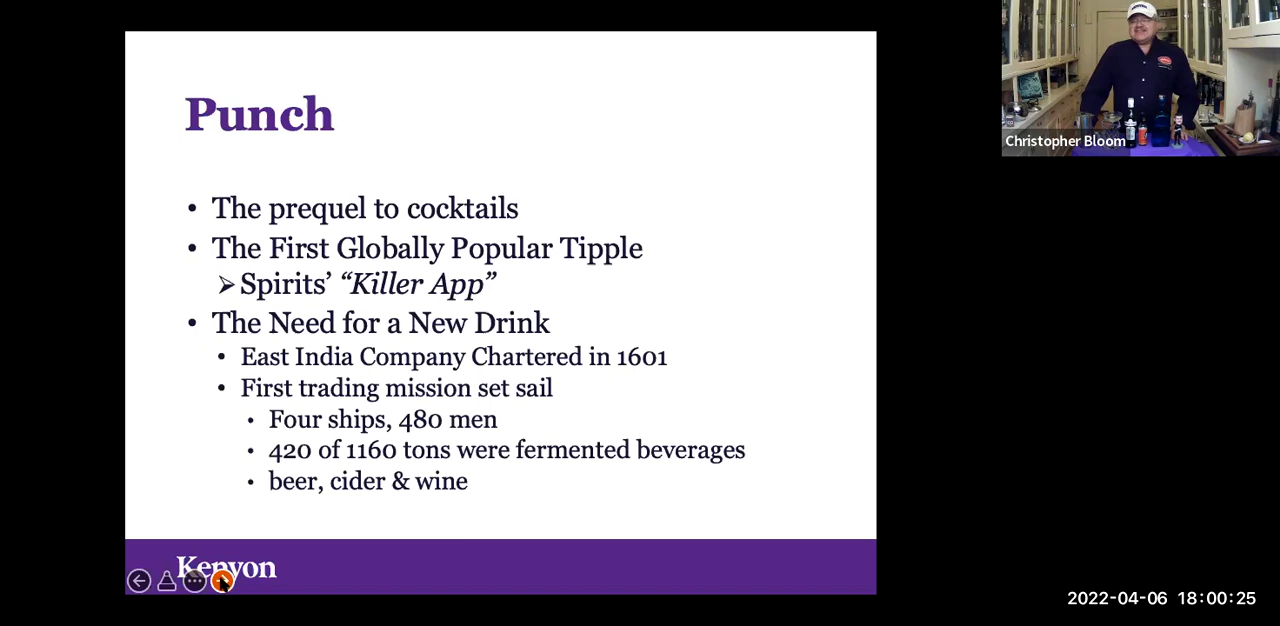 Punch
• The prequel to cocktails
• The First Globally Popular Tipple
➢ Spirits’ “Killer App”
• The Need for a New Drink
• East India Company Chartered in 1601
• First trading mission set sail
• Four ships, 480 men
• 420 of 1160 tons were fermented beverages
• beer, cider & wine
Kenyon
Christopher Bloom
2022-04-06 18:00:25